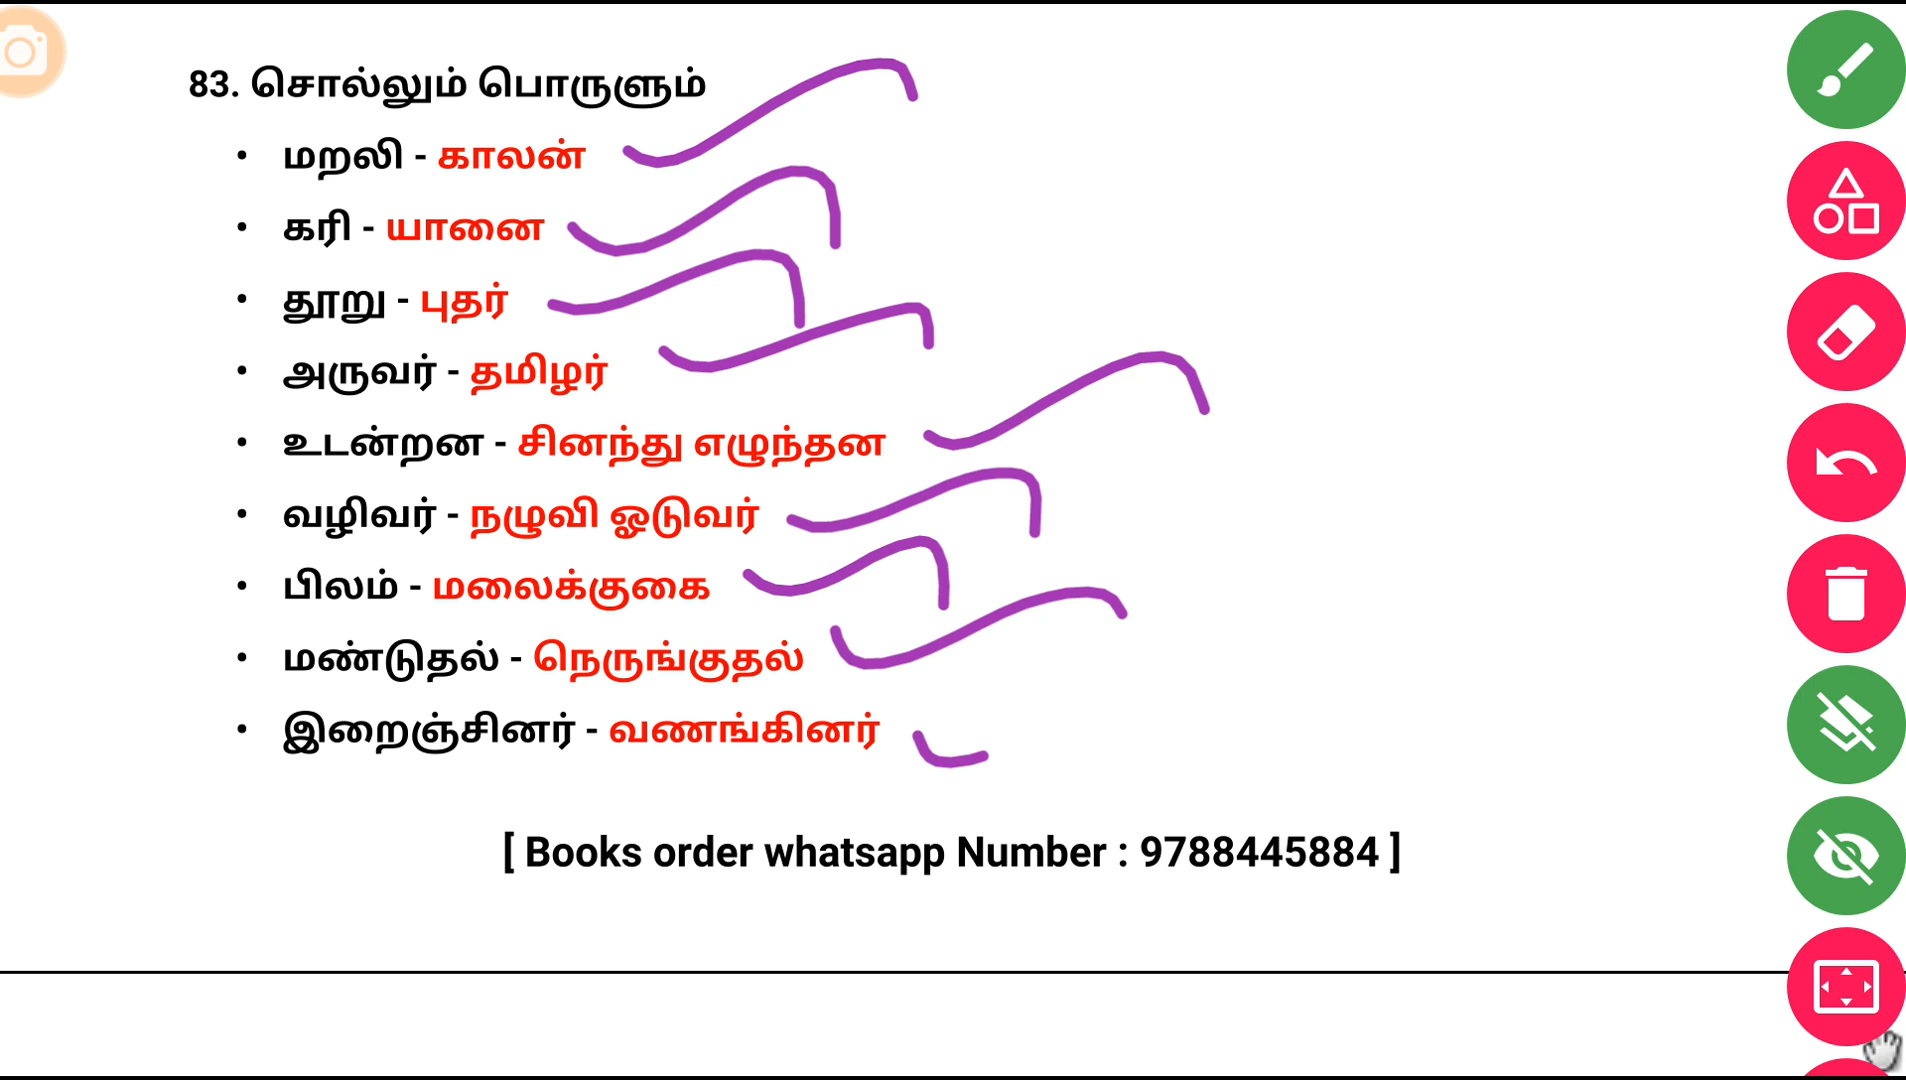 83. சொல்லும் பொருளும்
• மறலி - காலன்
• கரி - யானை
• தூறு - புதர்
• அருவர் - தமிழர்
• உடன்றன - சினந்து எழுந்தன
• வழிவர் - நழுவி ஓடுவர்
• பிலம் - மலைக்குகை
• மண்டுதல் - நெருங்குதல்
• இறைஞ்சினர் - வணங்கினர்
[ Books order whatsapp Number : 9788445884 ]